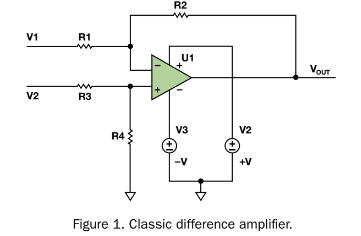 R2
V1
R1
U1
−
+
+
−
V2
R3
VOUT
R4
V3
V2
−V
+V
Figure 1. Classic difference amplifier.